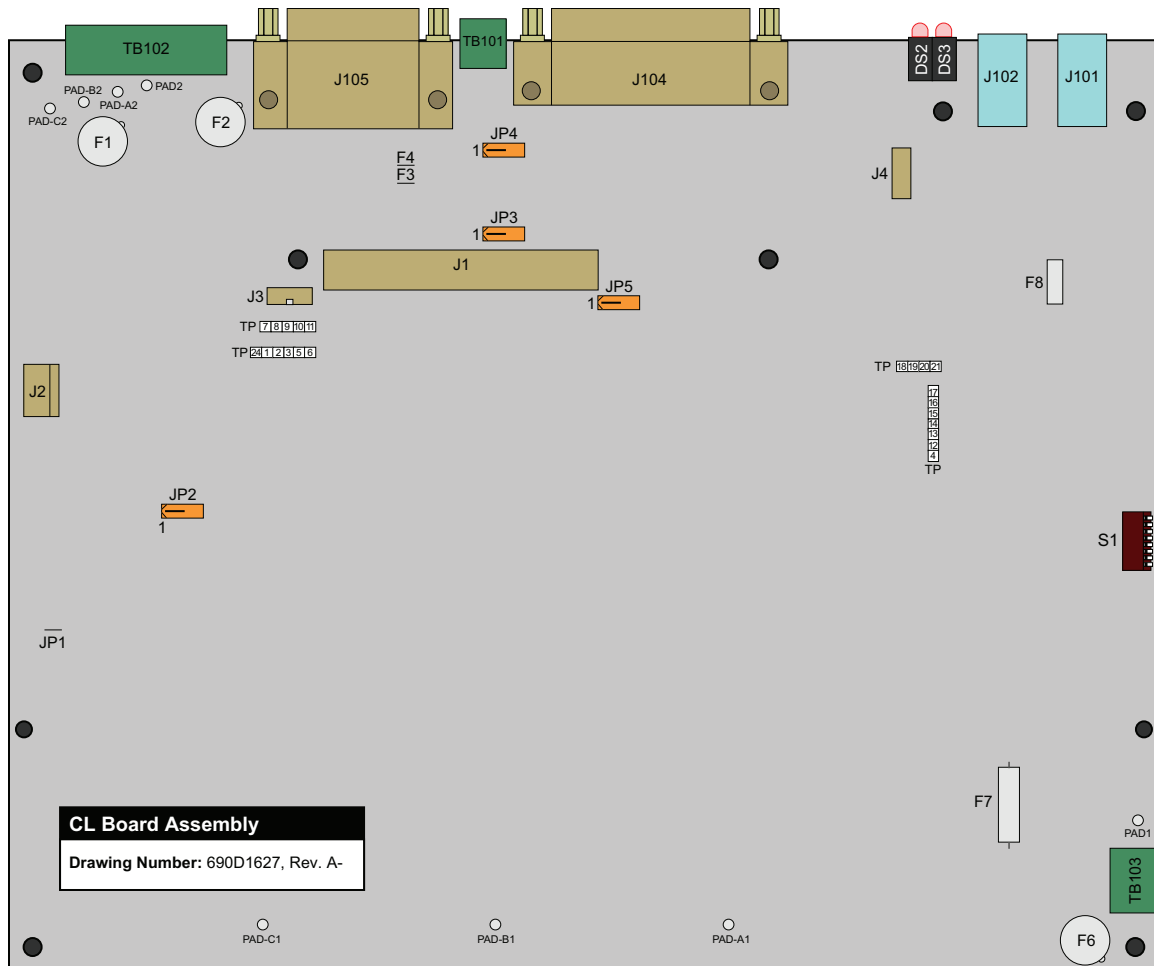 TB102
TB101
J105
J104
DS2
DS3
J102
J101
PAD2
PAD-B2
PAD-A2
PAD-C2
F1
F2
JP4
1
F4
F3
J4
JP3
1
J1
J3
JP5
1
F8
TP 7 8 9 10 11
TP 24 1 2 3 5 6
TP 18 19 20 21
J2
17
16
15
14
13
12
4
TP
JP2
1
S1
JP1
F7
CL Board Assembly
Drawing Number: 690D1627, Rev. A-
PAD1
TB103
PAD-C1
PAD-B1
PAD-A1
F6